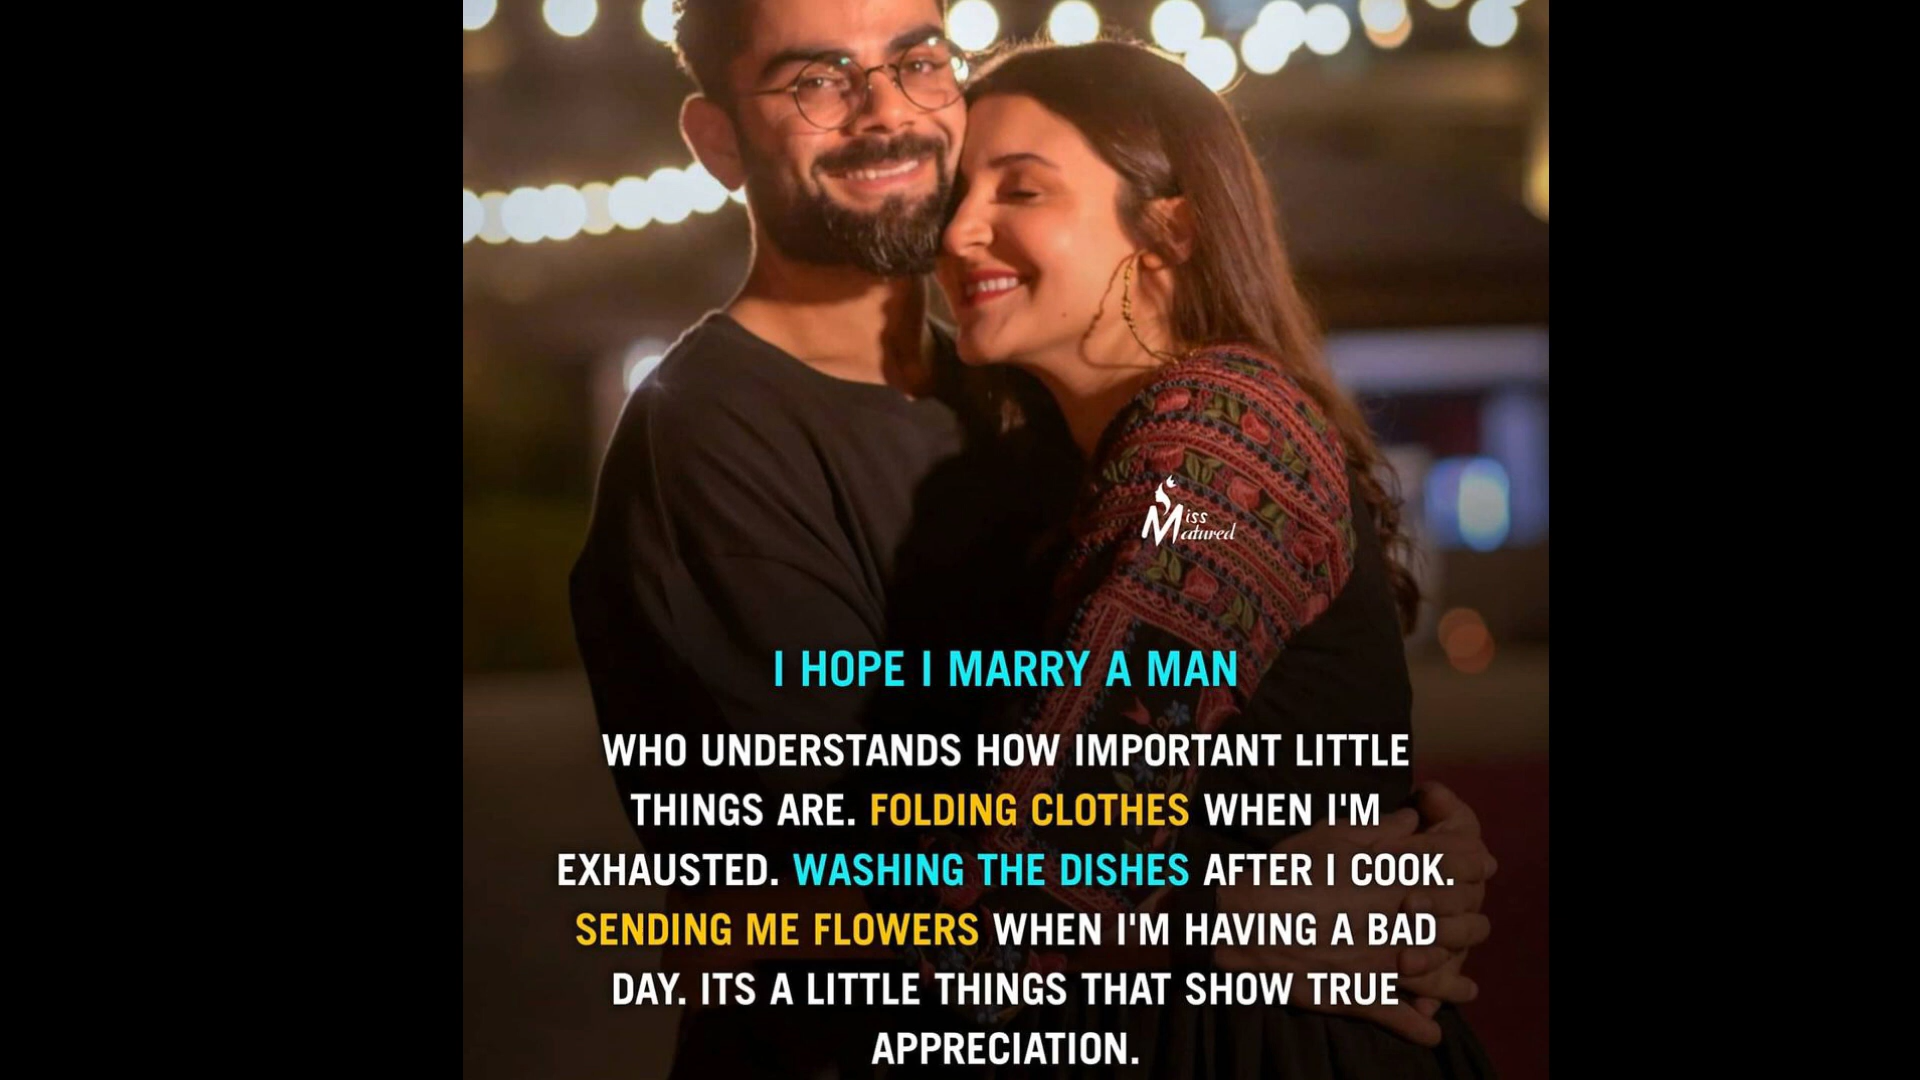 Miss
Matured
I HOPE I MARRY A MAN
WHO UNDERSTANDS HOW IMPORTANT LITTLE
THINGS ARE. FOLDING CLOTHES WHEN I'M
EXHAUSTED. WASHING THE DISHES AFTER I COOK.
SENDING ME FLOWERS WHEN I'M HAVING A BAD
DAY. ITS A LITTLE THINGS THAT SHOW TRUE
APPRECIATION.